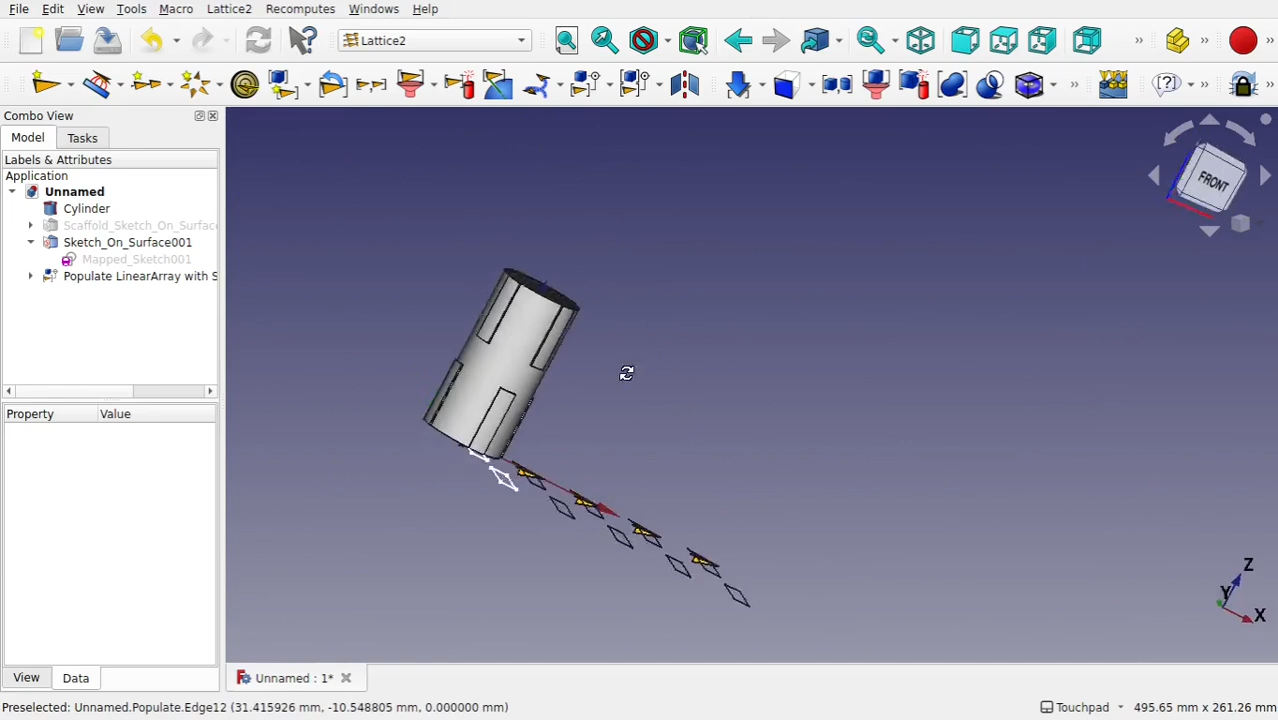 File Edit View Tools Macro Lattice2 Recomputes Windows Help
Lattice2
Combo View
Model Tasks
Labels & Attributes
Application
Unnamed
Cylinder
Scaffold_Sketch_On_Surface
Sketch_On_Surface001
Mapped_Sketch001
Populate LinearArray with S
Property Value
View Data
FRONT
Z
Y
X
Unnamed : 1*
Preselected: Unnamed.Populate.Edge12 (31.415926 mm, -10.548805 mm, 0.000000 mm)
Touchpad 495.65 mm x 261.26 mm